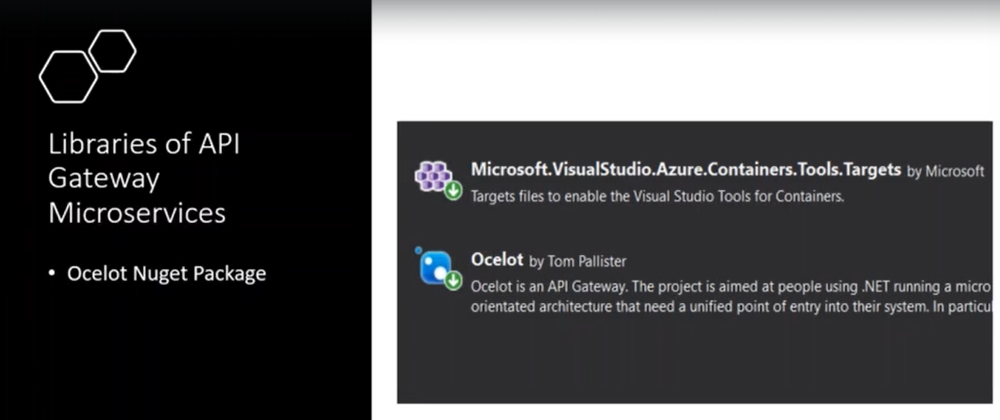 Libraries of API
Gateway
Microservices
• Ocelot Nuget Package
Microsoft.VisualStudio.Azure.Containers.Tools.Targets by Microsoft
Targets files to enable the Visual Studio Tools for Containers.
Ocelot by Tom Pallister
Ocelot is an API Gateway. The project is aimed at people using .NET running a micro
orientated architecture that need a unified point of entry into their system. In particul